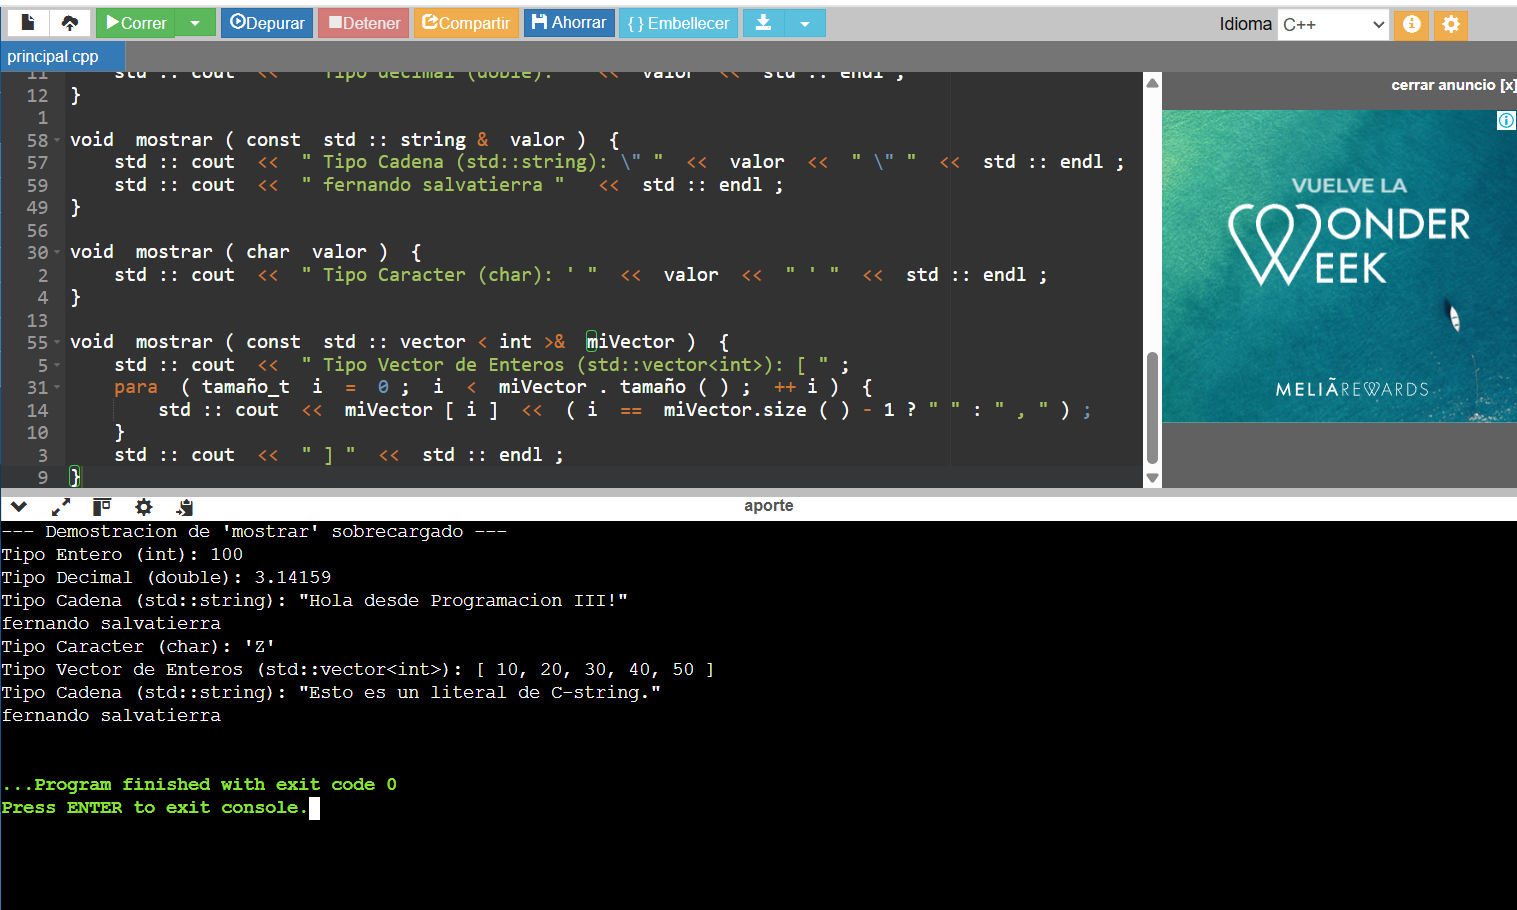 Correr Depurar Detener Compartir Ahorrar { } Embellecer Idioma C++
principal.cpp
cerrar anuncio [x]
11 std :: cout << " Tipo decimal (doble): " << valor << std :: endl ;
12 }
1
58 void mostrar ( const std :: string & valor ) {
57 std :: cout << " Tipo Cadena (std::string): \" " << valor << " \" " << std :: endl ;
59 std :: cout << " fernando salvatierra " << std :: endl ;
49 }
56
30 void mostrar ( char valor ) {
2 std :: cout << " Tipo Caracter (char): ' " << valor << " ' " << std :: endl ;
4 }
13
55 void mostrar ( const std :: vector < int >& miVector ) {
5 std :: cout << " Tipo Vector de Enteros (std::vector<int>): [ " ;
31 para ( tamaño_t i = 0 ; i < miVector . tamaño ( ) ; ++ i ) {
14 std :: cout << miVector [ i ] << ( i == miVector.size ( ) - 1 ? " " : " , " ) ;
10 }
3 std :: cout << " ] " << std :: endl ;
9 }
VUELVE LA
WONDER
WEEK
MELIÃ REWARDS
aporte
--- Demostracion de 'mostrar' sobrecargado ---
Tipo Entero (int): 100
Tipo Decimal (double): 3.14159
Tipo Cadena (std::string): "Hola desde Programacion III!"
fernando salvatierra
Tipo Caracter (char): 'Z'
Tipo Vector de Enteros (std::vector<int>): [ 10, 20, 30, 40, 50 ]
Tipo Cadena (std::string): "Esto es un literal de C-string."
fernando salvatierra
...Program finished with exit code 0
Press ENTER to exit console.